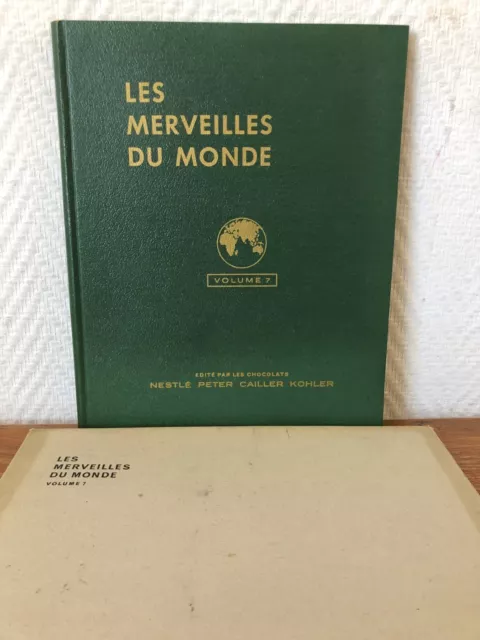 LES
MERVEILLES
DU MONDE
VOLUME 7
EDITÉ PAR LES CHOCOLATS
NESTLÉ PETER CAILLER KOHLER
LES
MERVEILLES
DU MONDE
VOLUME 7